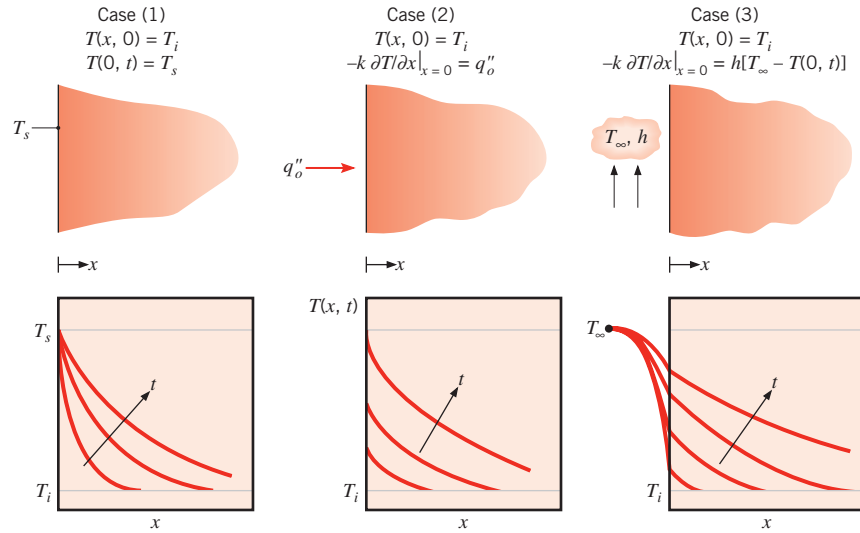 Case (1)
T(x, 0) = T_i
T(0, t) = T_s
Case (2)
T(x, 0) = T_i
–k ∂T/∂x|_{x = 0} = q″_o
Case (3)
T(x, 0) = T_i
–k ∂T/∂x|_{x = 0} = h[T_∞ – T(0, t)]
T_s
x
q″_o
x
T_∞, h
x
T_s
t
T_i
x
T(x, t)
t
x
T_∞
t
T_i
x